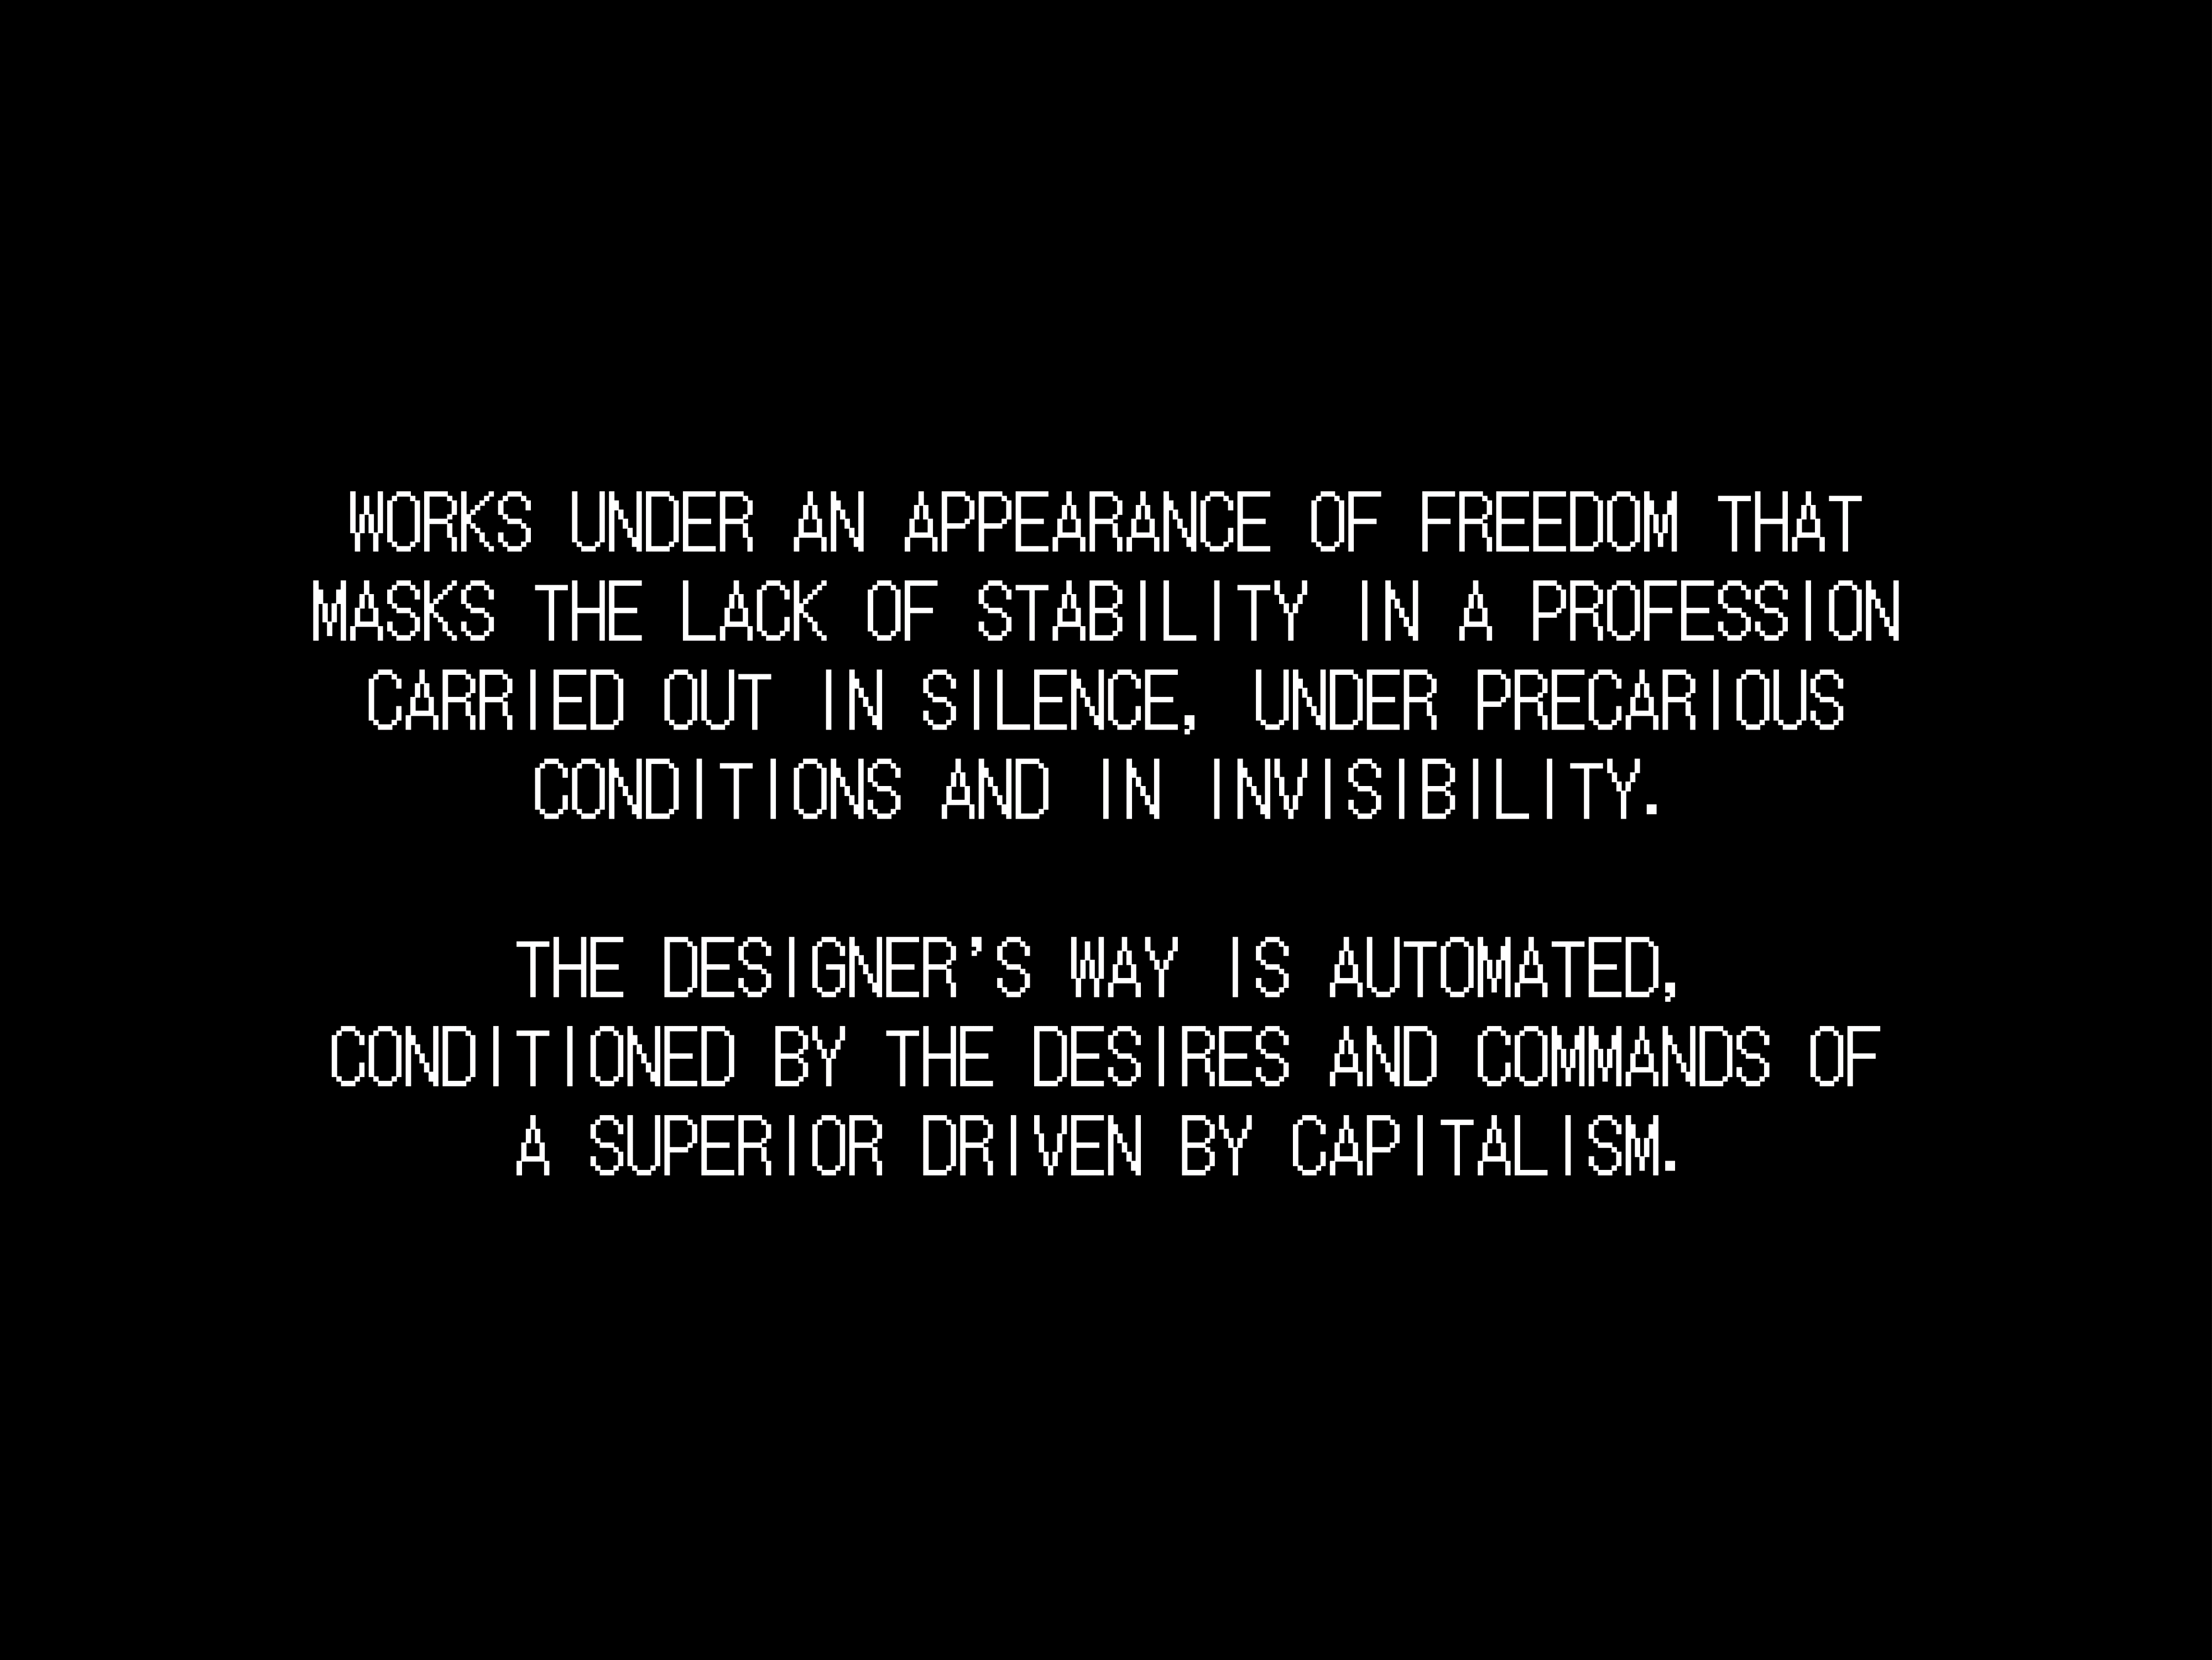 WORKS UNDER AN APPEARANCE OF FREEDOM THAT
MASKS THE LACK OF STABILITY IN A PROFESSION
CARRIED OUT IN SILENCE, UNDER PRECARIOUS
CONDITIONS AND IN INVISIBILITY.
THE DESIGNER'S WAY IS AUTOMATED,
CONDITIONED BY THE DESIRES AND COMMANDS OF
A SUPERIOR DRIVEN BY CAPITALISM.